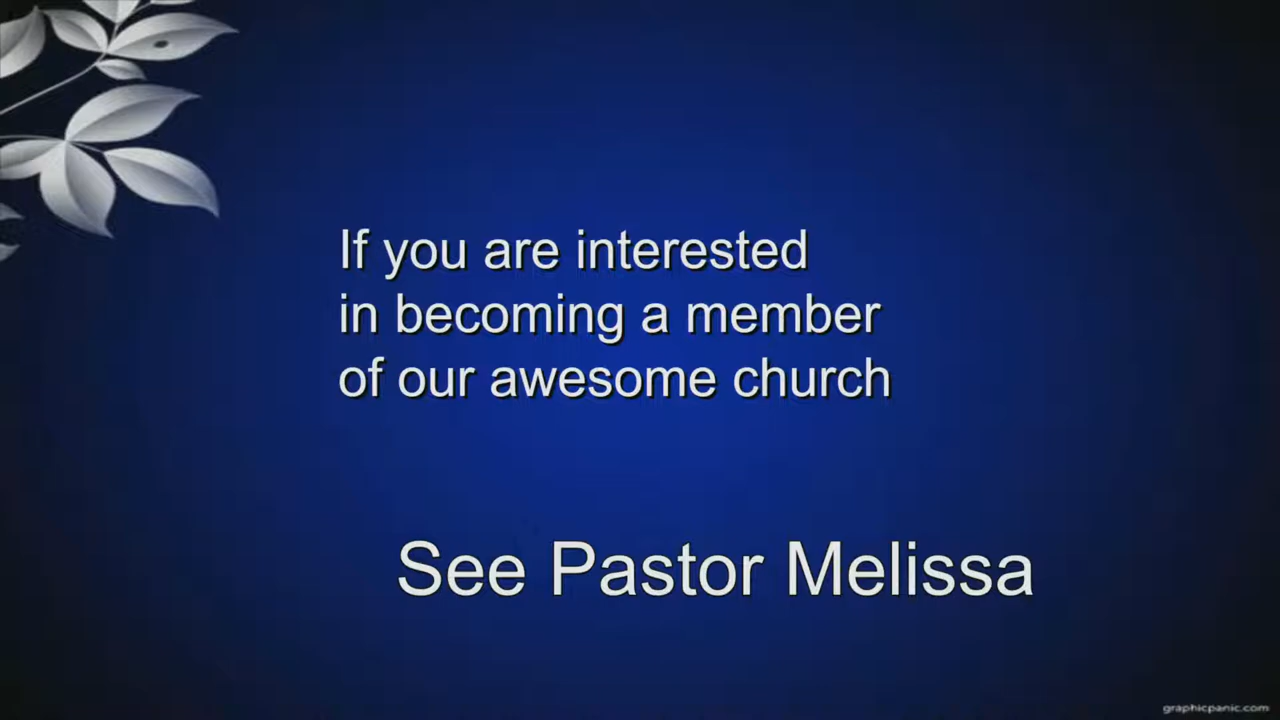 If you are interested
in becoming a member
of our awesome church
See Pastor Melissa
graphicpanic.com